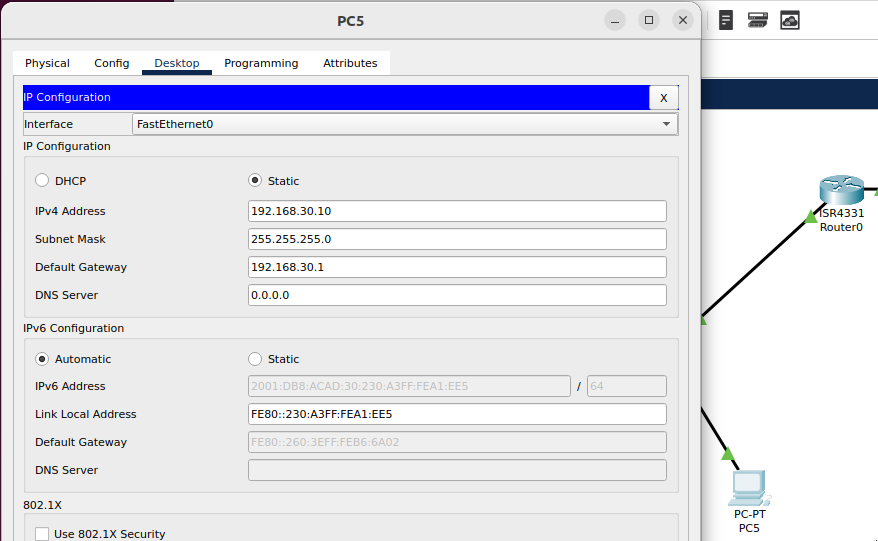 PC5
Physical Config Desktop Programming Attributes
IP Configuration X
Interface FastEthernet0
IP Configuration
DHCP Static
IPv4 Address 192.168.30.10
Subnet Mask 255.255.255.0
Default Gateway 192.168.30.1
DNS Server 0.0.0.0
IPv6 Configuration
Automatic Static
IPv6 Address 2001:DB8:ACAD:30:230:A3FF:FEA1:EE5 / 64
Link Local Address FE80::230:A3FF:FEA1:EE5
Default Gateway FE80::260:3EFF:FEB6:6A02
DNS Server
802.1X
Use 802.1X Security
ISR4331
Router0
PC-PT
PC5